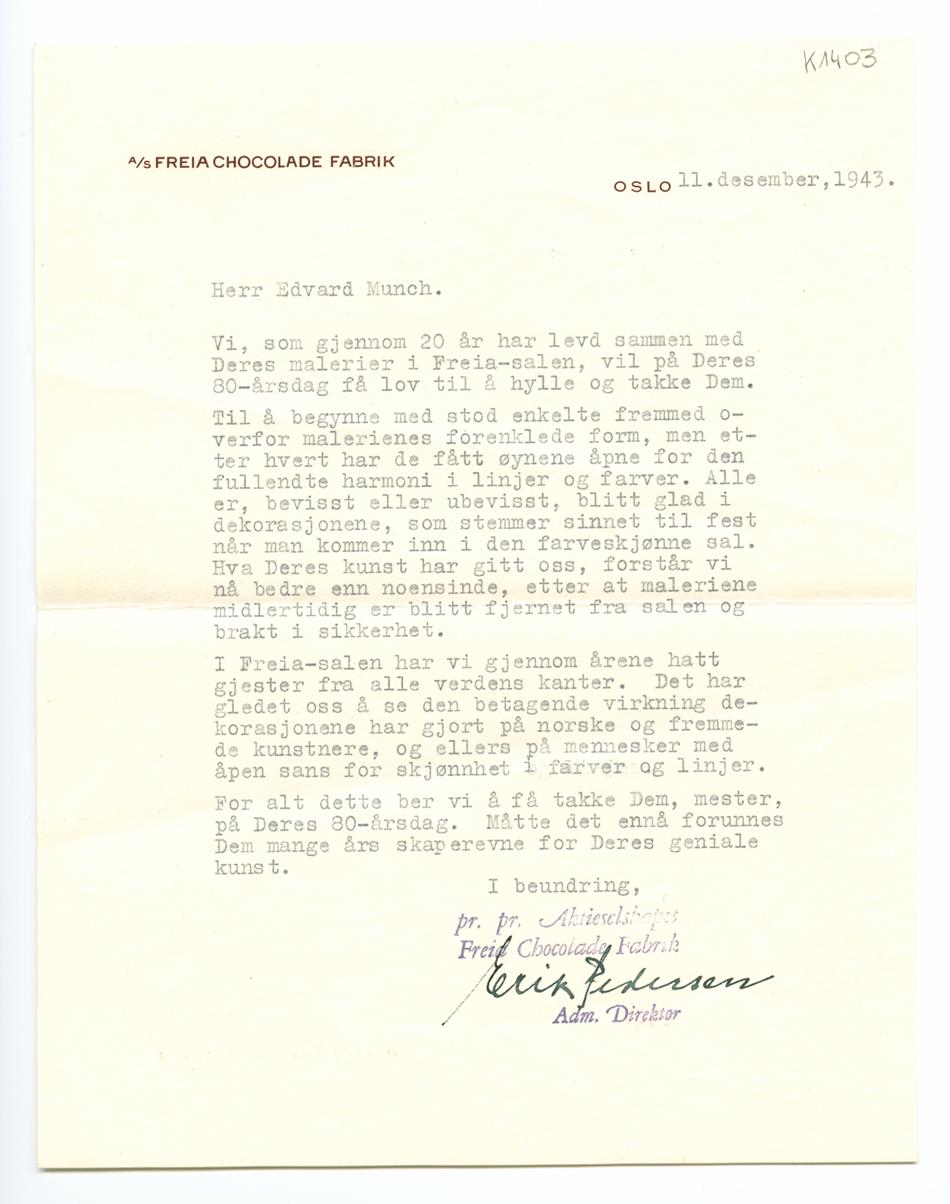 K1403
A/s FREIA CHOCOLADE FABRIK
OSLO 11.desember,1943.
Herr Edvard Munch.
Vi, som gjennom 20 år har levd sammen med
Deres malerier i Freia-salen, vil på Deres
80-årsdag få lov til å hylle og takke Dem.
Til å begynne med stod enkelte fremmed o-
verfor malerienes forenklede form, men et-
ter hvert har de fått øynene åpne for den
fullendte harmoni i linjer og farver. Alle
er, bevisst eller ubevisst, blitt glad i
dekorasjonene, som stemmer sinnet til fest
når man kommer inn i den farveskjønne sal.
Hva Deres kunst har gitt oss, forstår vi
nå bedre enn noensinde, etter at maleriene
midlertidig er blitt fjernet fra salen og
brakt i sikkerhet.
I Freia-salen har vi gjennom årene hatt
gjester fra alle verdens kanter. Det har
gledet oss å se den betagende virkning de-
korasjonene har gjort på norske og fremme-
de kunstnere, og ellers på mennesker med
åpen sans for skjønnhet i farver og linjer.
For alt dette ber vi å få takke Dem, mester,
på Deres 80-årsdag. Måtte det ennå forunnes
Dem mange års skaperevne for Deres geniale
kunst.
I beundring,
pr. pr. Aktieselskapet
Freia Chocolade Fabrik
Erik Pedersen
Adm. Direktør